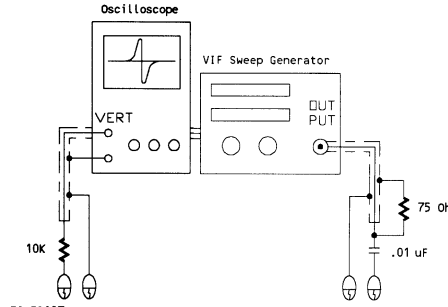 Oscilloscope
VIF Sweep Generator
VERT
OUT
PUT
75 Oh
10K
.01 uF